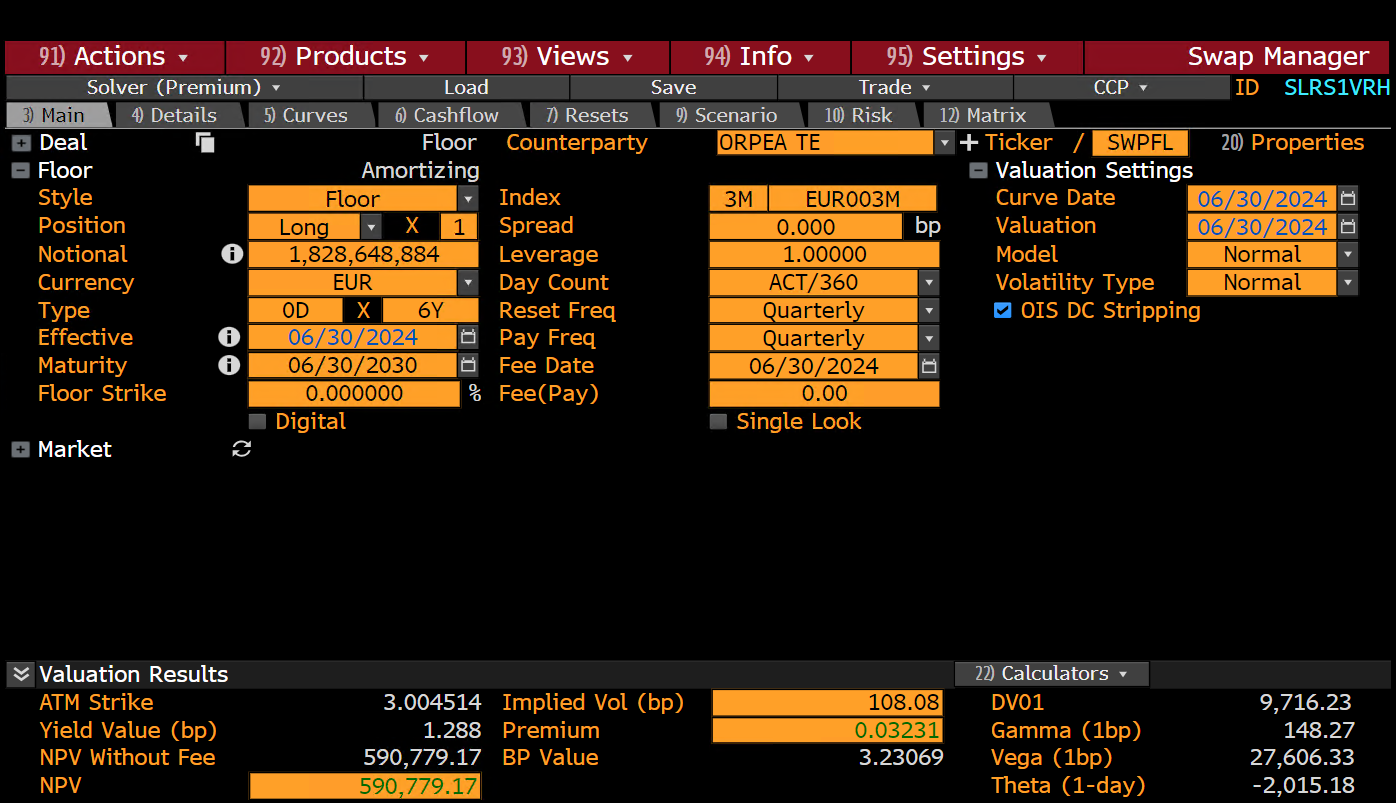 91) Actions 92) Products 93) Views 94) Info 95) Settings Swap Manager
Solver (Premium) Load Save Trade CCP ID SLRS1VRH
3) Main 4) Details 5) Curves 6) Cashflow 7) Resets 9) Scenario 10) Risk 12) Matrix
Deal Floor Counterparty ORPEA TE Ticker / SWPFL 20) Properties
Floor Amortizing Valuation Settings
Style Floor Index 3M EUR003M Curve Date 06/30/2024
Position Long X 1 Spread 0.000 bp Valuation 06/30/2024
Notional 1,828,648,884 Leverage 1.00000 Model Normal
Currency EUR Day Count ACT/360 Volatility Type Normal
Type 0D X 6Y Reset Freq Quarterly OIS DC Stripping
Effective 06/30/2024 Pay Freq Quarterly
Maturity 06/30/2030 Fee Date 06/30/2024
Floor Strike 0.000000 % Fee(Pay) 0.00
Digital Single Look
Market
Valuation Results 22) Calculators
ATM Strike 3.004514 Implied Vol (bp) 108.08 DV01 9,716.23
Yield Value (bp) 1.288 Premium 0.03231 Gamma (1bp) 148.27
NPV Without Fee 590,779.17 BP Value 3.23069 Vega (1bp) 27,606.33
NPV 590,779.17 Theta (1-day) -2,015.18